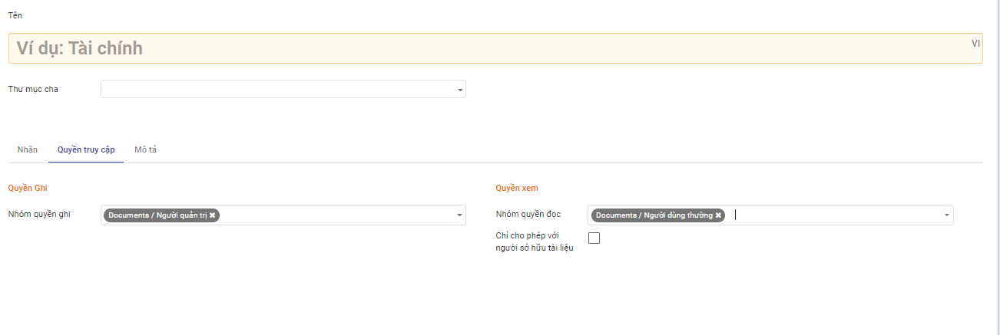 Tên
Ví dụ: Tài chính
VI
Thư mục cha
Nhãn
Quyền truy cập
Mô tả
Quyền Ghi
Quyền xem
Nhóm quyền ghi
Documents / Người quản trị ✖
Nhóm quyền đọc
Documents / Người dùng thường ✖
Chỉ cho phép với
người sở hữu tài liệu